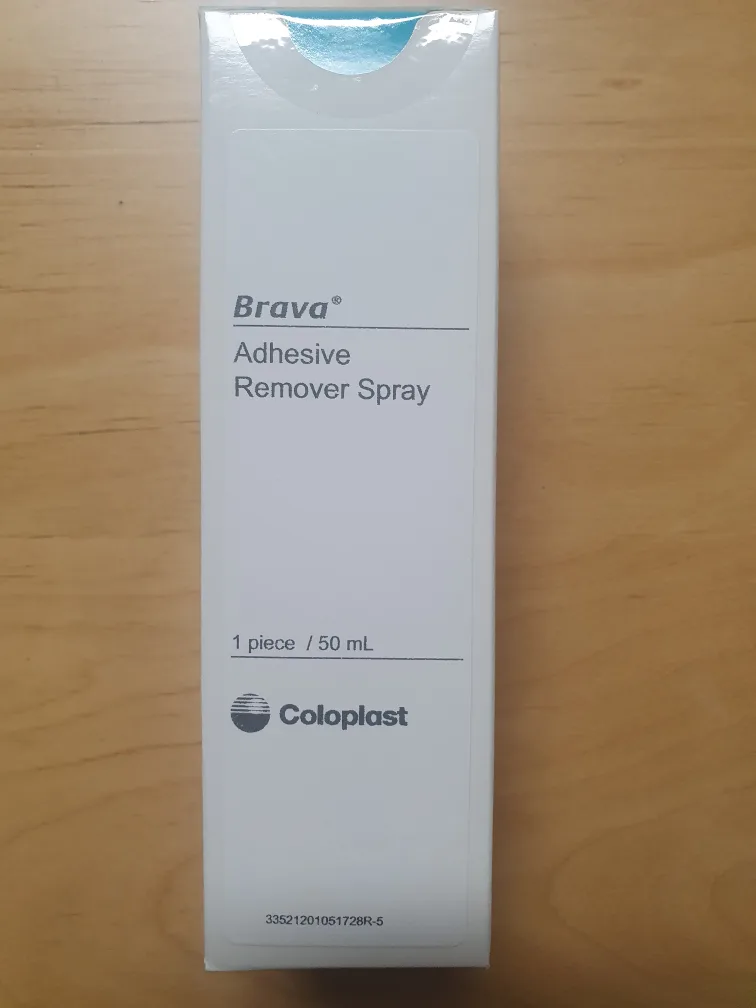 Brava®
Adhesive
Remover Spray
1 piece / 50 mL
Coloplast
33521201051728R-5